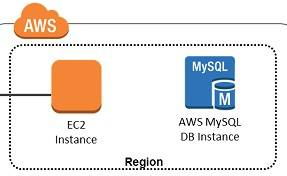 AWS
MySQL
M
EC2
Instance
AWS MySQL
DB Instance
Region